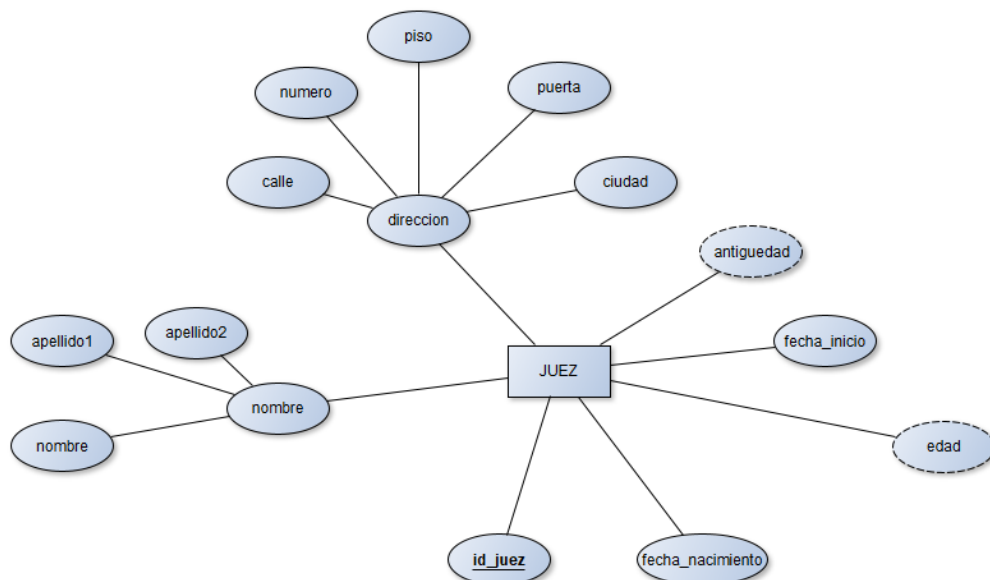 piso
numero
puerta
calle
ciudad
direccion
antiguedad
apellido1
apellido2
fecha_inicio
JUEZ
nombre
nombre
edad
id_juez
fecha_nacimiento